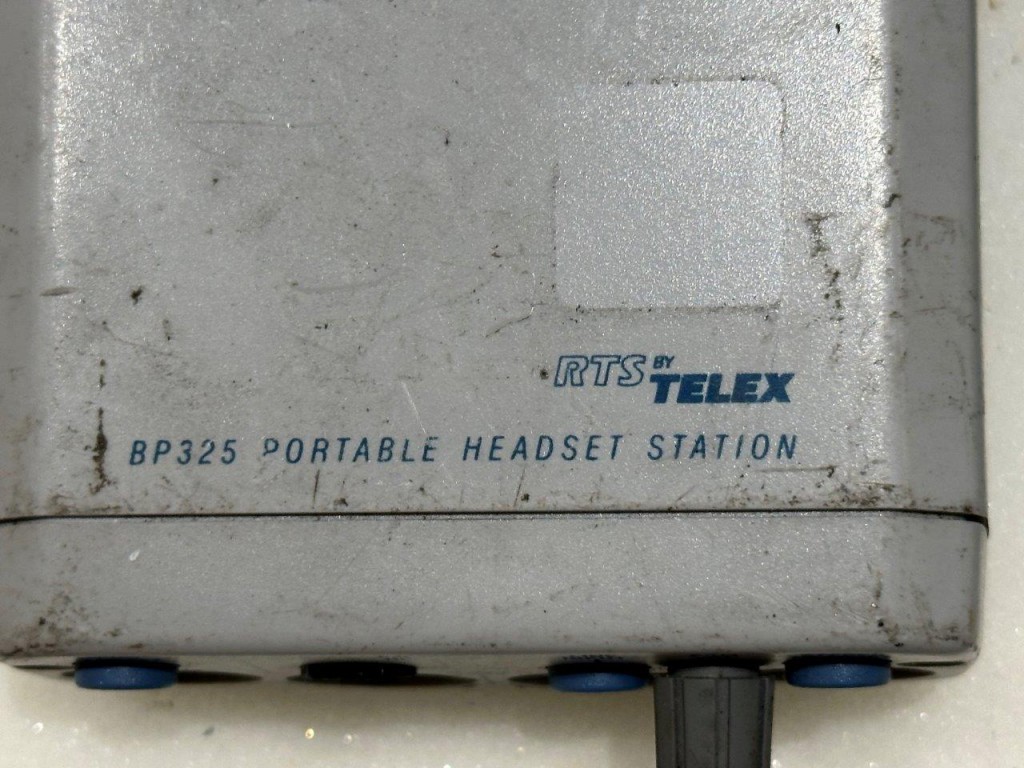 RTS BY TELEX
BP325 PORTABLE HEADSET STATION